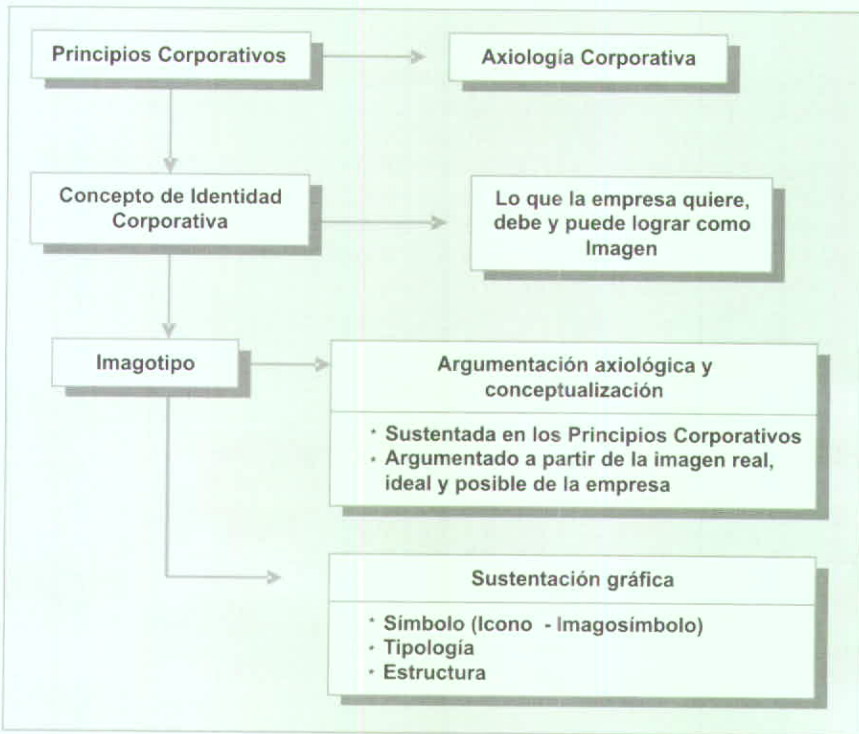 Principios Corporativos
Axiología Corporativa
Concepto de Identidad
Corporativa
Lo que la empresa quiere,
debe y puede lograr como
Imagen
Imagotipo
Argumentación axiológica y
conceptualización
· Sustentada en los Principios Corporativos
· Argumentado a partir de la imagen real,
ideal y posible de la empresa
Sustentación gráfica
· Símbolo (Icono - Imagosímbolo)
· Tipología
· Estructura